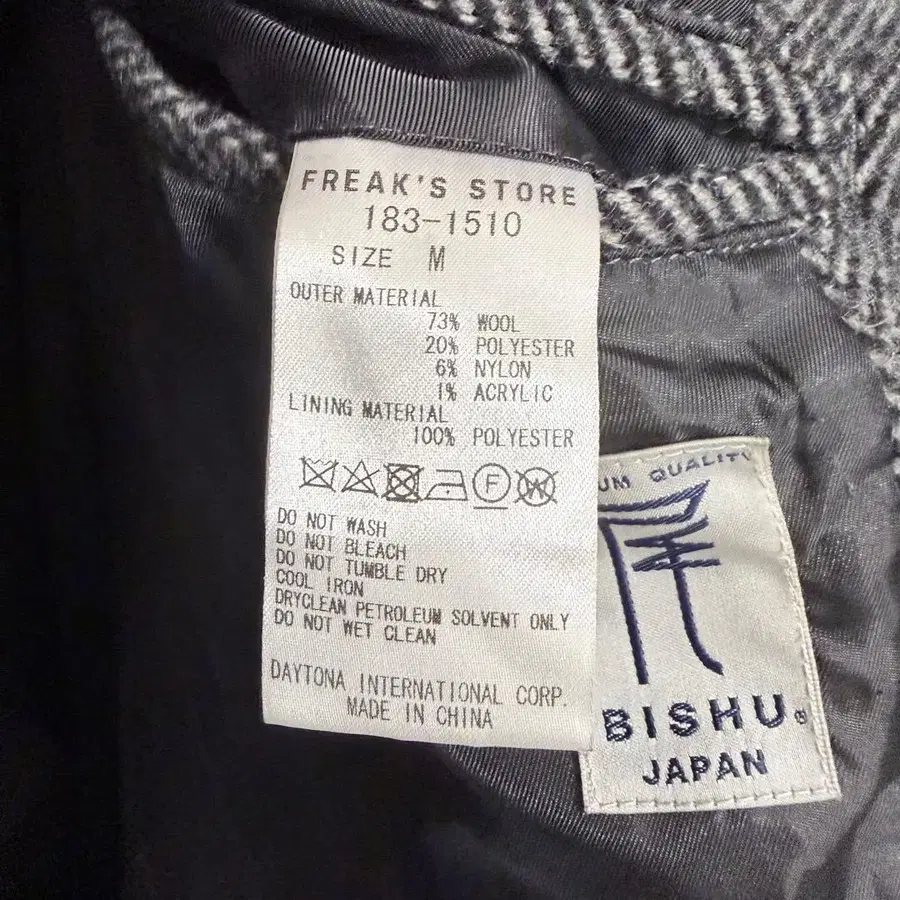 FREAK'S STORE
183-1510
SIZE M
OUTER MATERIAL
73% WOOL
20% POLYESTER
6% NYLON
1% ACRYLIC
LINING MATERIAL
100% POLYESTER
F
W
DO NOT WASH
DO NOT BLEACH
DO NOT TUMBLE DRY
COOL IRON
DRYCLEAN PETROLEUM SOLVENT ONLY
DO NOT WET CLEAN
DAYTONA INTERNATIONAL CORP.
MADE IN CHINA
QUALITY
BISHU®
JAPAN